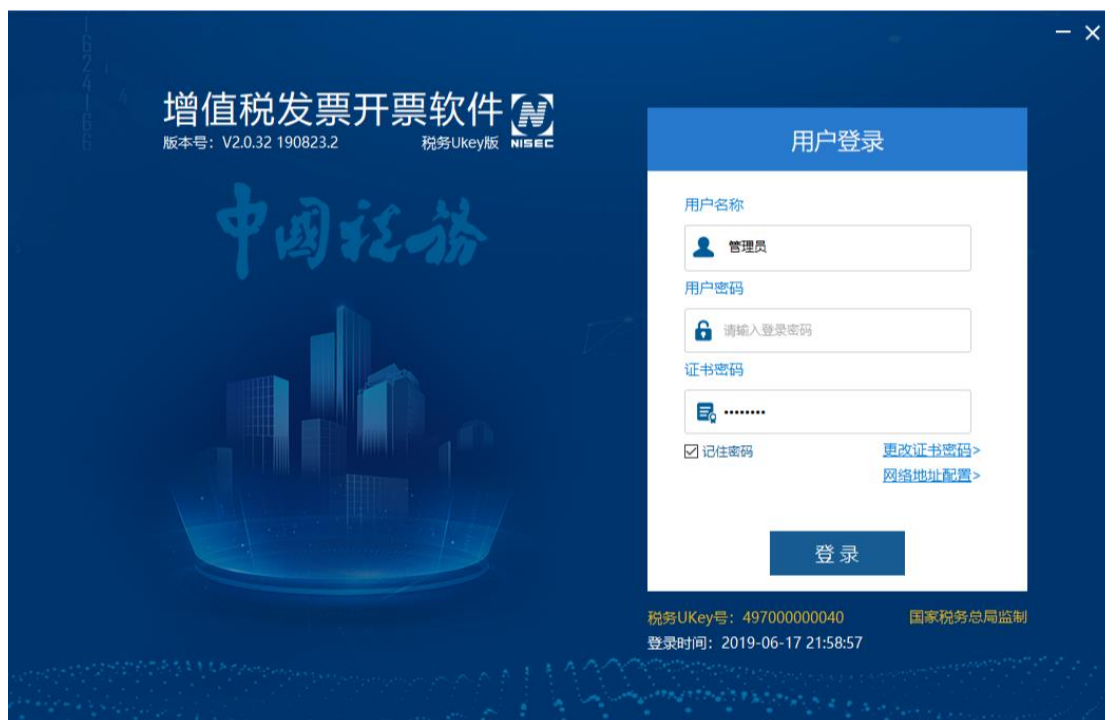 增值税发票开票软件
版本号：V2.0.32 190823.2 税务Ukey版 NISEC
中國税务
用户登录
用户名称
管理员
用户密码
请输入登录密码
证书密码
••••••••
记住密码 更改证书密码>
网络地址配置>
登 录
税务UKey号：497000000040 国家税务总局监制
登录时间：2019-06-17 21:58:57